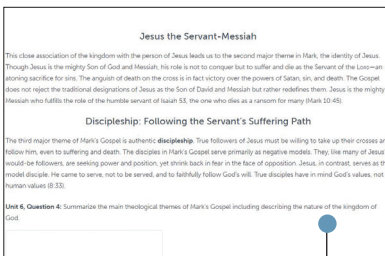 Jesus the Servant-Messiah
This close association of the kingdom with the person of Jesus leads us to the second major theme in Mark, the identity of Jesus.
Though Jesus is the mighty Son of God and Messiah, his role is not to conquer but to suffer and die as the Servant of the LORD—an
atoning sacrifice for sins. The anguish of death on the cross is in fact victory over the powers of Satan, sin, and death. The Gospel
does not reject the traditional designations of Jesus as the Son of David and Messiah but rather redefines them. Jesus is the mighty
Messiah who fulfills the role of the humble servant of Isaiah 53, the one who dies as a ransom for many (Mark 10:45).
Discipleship: Following the Servant's Suffering Path
The third major theme of Mark's Gospel is authentic discipleship. True followers of Jesus must be willing to take up their crosses an
follow him, even to suffering and death. The disciples in Mark's Gospel serve primarily as negative models. They, like many of Jesus
would-be followers, are seeking power and position, yet shrink back in fear in the face of opposition. Jesus, in contrast, serves as th
model disciple. He came to serve, not to be served, and to faithfully follow God's will. True disciples have in mind God's values, not
human values (8:33).
Unit 6, Question 4: Summarize the main theological themes of Mark's Gospel including describing the nature of the kingdom of
God.